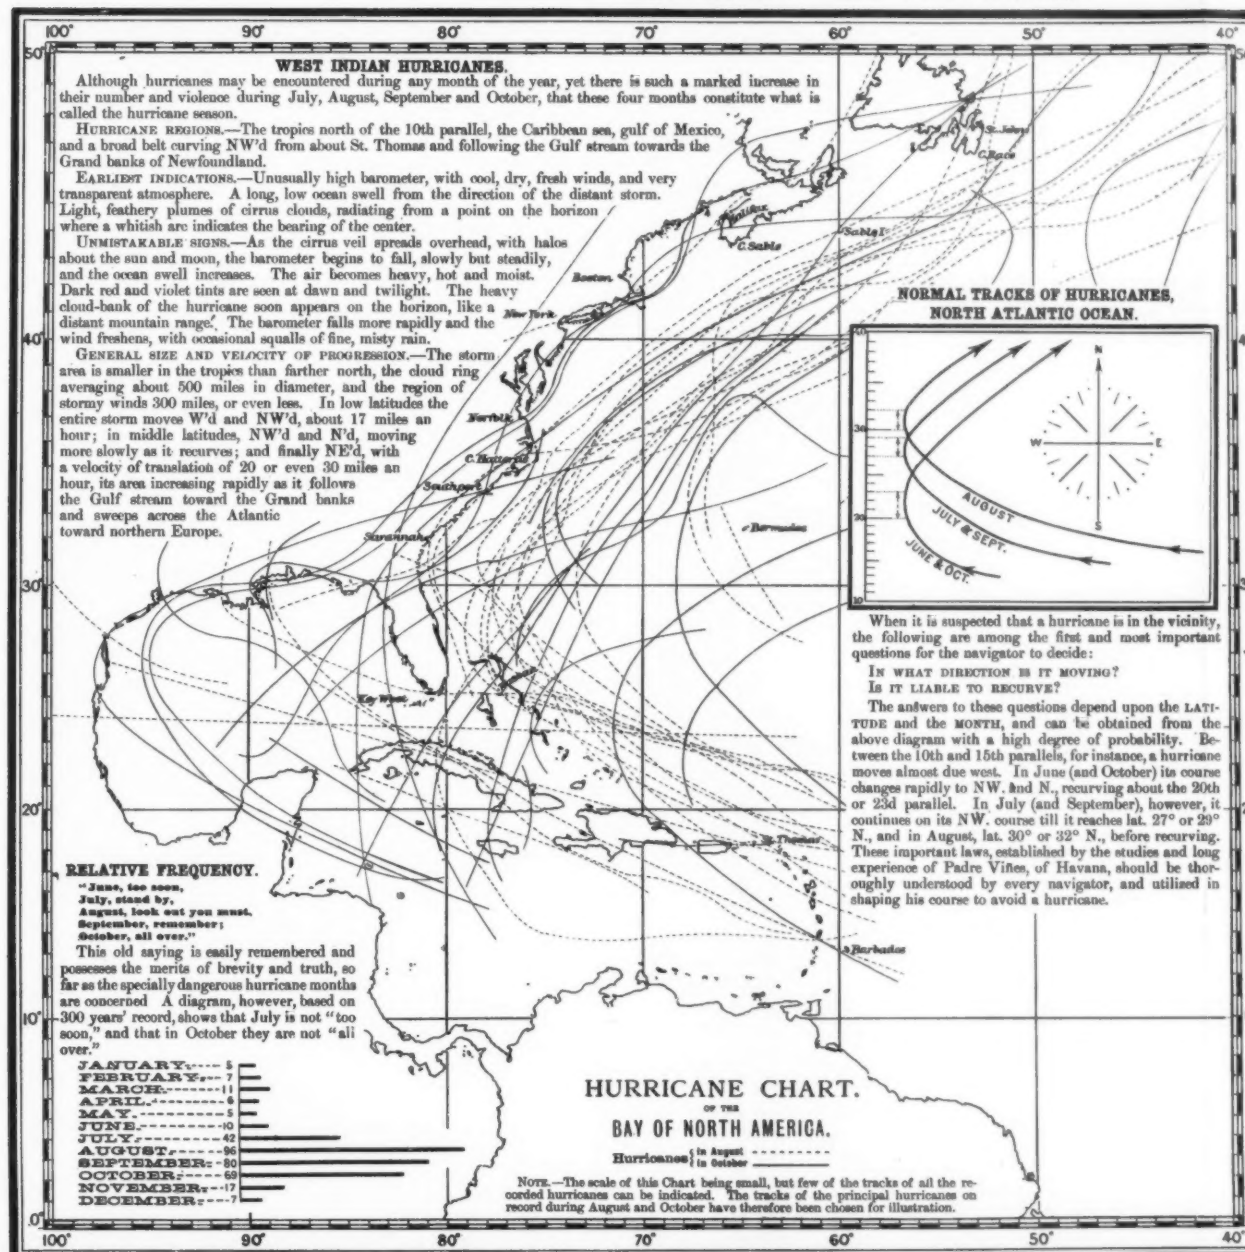 100° 90° 80° 70° 60° 50° 40°
50°
WEST INDIAN HURRICANES.
Although hurricanes may be encountered during any month of the year, yet there is such a marked increase in
their number and violence during July, August, September and October, that these four months constitute what is
called the hurricane season.
HURRICANE REGIONS.—The tropics north of the 10th parallel, the Caribbean sea, gulf of Mexico,
and a broad belt curving NW'd from about St. Thomas and following the Gulf stream towards the
Grand banks of Newfoundland.
EARLIEST INDICATIONS.—Unusually high barometer, with cool, dry, fresh winds, and very
transparent atmosphere. A long, low ocean swell from the direction of the distant storm.
Light, feathery plumes of cirrus clouds, radiating from a point on the horizon
where a whitish arc indicates the bearing of the center.
UNMISTAKABLE SIGNS.—As the cirrus veil spreads overhead, with halos
about the sun and moon, the barometer begins to fall, slowly but steadily,
and the ocean swell increases. The air becomes heavy, hot and moist.
Dark red and violet tints are seen at dawn and twilight. The heavy
cloud-bank of the hurricane soon appears on the horizon, like a
distant mountain range. The barometer falls more rapidly and the
wind freshens, with occasional squalls of fine, misty rain.
GENERAL SIZE AND VELOCITY OF PROGRESSION.—The storm
area is smaller in the tropics than farther north, the cloud ring
averaging about 500 miles in diameter, and the region of
stormy winds 300 miles, or even less. In low latitudes the
entire storm moves W'd and NW'd, about 17 miles an
hour; in middle latitudes, NW'd and N'd, moving
more slowly as it recurves; and finally NE'd, with
a velocity of translation of 20 or even 30 miles an
hour, its area increasing rapidly as it follows
the Gulf stream toward the Grand banks
and sweeps across the Atlantic
toward northern Europe.
St. Johns
C. Race
Halifax
C. Sable
Sable I.
Boston
New York
Norfolk
C. Hatteras
Southport
Savannah
Bermudas
Key West
St. Thomas
Barbados
40°
30°
20°
10°
0°
NORMAL TRACKS OF HURRICANES,
NORTH ATLANTIC OCEAN.
N
W E
S
AUGUST
JULY & SEPT.
JUNE & OCT.
When it is suspected that a hurricane is in the vicinity,
the following are among the first and most important
questions for the navigator to decide:
IN WHAT DIRECTION IS IT MOVING?
IS IT LIABLE TO RECURVE?
The answers to these questions depend upon the LATI-
TUDE and the MONTH, and can be obtained from the
above diagram with a high degree of probability. Be-
tween the 10th and 15th parallels, for instance, a hurricane
moves almost due west. In June (and October) its course
changes rapidly to NW. and N., recurving about the 20th
or 23d parallel. In July (and September), however, it
continues on its NW. course till it reaches lat. 27° or 29°
N., and in August, lat. 30° or 32° N., before recurving.
These important laws, established by the studies and long
experience of Padre Viñes, of Havana, should be thor-
oughly understood by every navigator, and utilized in
shaping his course to avoid a hurricane.
RELATIVE FREQUENCY.
"June, too soon,
July, stand by,
August, look out you must,
September, remember;
October, all over."
This old saying is easily remembered and
possesses the merits of brevity and truth, so
far as the specially dangerous hurricane months
are concerned A diagram, however, based on
300 years' record, shows that July is not "too
soon," and that in October they are not "all
over."
JANUARY 5
FEBRUARY 7
MARCH 11
APRIL 6
MAY 5
JUNE 10
JULY 42
AUGUST 96
SEPTEMBER 80
OCTOBER 69
NOVEMBER 17
DECEMBER 7
HURRICANE CHART.
OF THE
BAY OF NORTH AMERICA.
Hurricanes { in August
in October
NOTE.—The scale of this Chart being small, but few of the tracks of all the re-
corded hurricanes can be indicated. The tracks of the principal hurricanes on
record during August and October have therefore been chosen for illustration.
100° 90° 80° 70° 60° 50° 40°